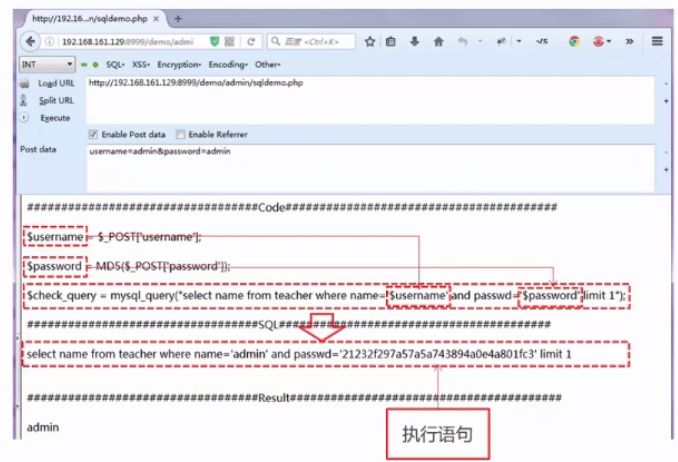 http://192.16...n/sqldemo.php
192.168.161.129:8999/demo/admi
百度 <Ctrl+K>
INT
SQL- XSS- Encryption- Encoding- Other-
Load URL
http://192.168.161.129:8999/demo/admin/sqldemo.php
Split URL
Execute
Enable Post data Enable Referrer
Post data
username=admin&password=admin
##################################Code########################################
$username = $_POST['username'];
$password = MD5($_POST['password']);
$check_query = mysql_query("select name from teacher where name='$username' and passwd='$password' limit 1");
##################################SQL########################################
select name from teacher where name='admin' and passwd='21232f297a57a5a743894a0e4a801fc3' limit 1
##################################Result########################################
admin
执行语句